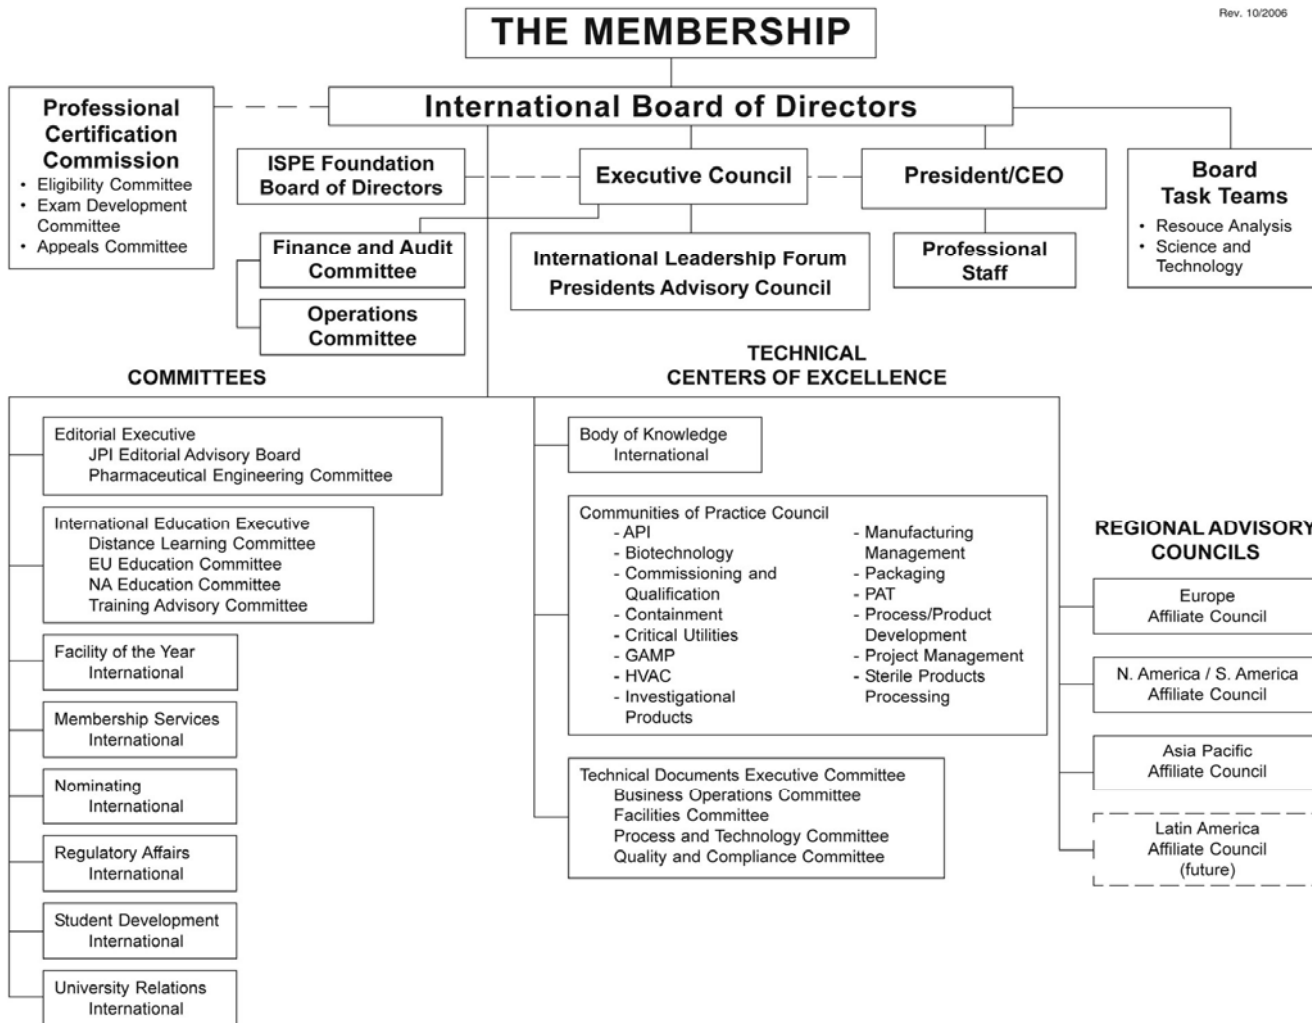 Rev. 10/2006
THE MEMBERSHIP
International Board of Directors
Professional
Certification
Commission
• Eligibility Committee
• Exam Development
Committee
• Appeals Committee
ISPE Foundation
Board of Directors
Executive Council
President/CEO
Board
Task Teams
• Resouce Analysis
• Science and
Technology
Finance and Audit
Committee
Operations
Committee
International Leadership Forum
Presidents Advisory Council
Professional
Staff
COMMITTEES
Editorial Executive
JPI Editorial Advisory Board
Pharmaceutical Engineering Committee
International Education Executive
Distance Learning Committee
EU Education Committee
NA Education Committee
Training Advisory Committee
Facility of the Year
International
Membership Services
International
Nominating
International
Regulatory Affairs
International
Student Development
International
University Relations
International
TECHNICAL
CENTERS OF EXCELLENCE
Body of Knowledge
International
Communities of Practice Council
- API
- Biotechnology
- Commissioning and
Qualification
- Containment
- Critical Utilities
- GAMP
- HVAC
- Investigational
Products
- Manufacturing
Management
- Packaging
- PAT
- Process/Product
Development
- Project Management
- Sterile Products
Processing
Technical Documents Executive Committee
Business Operations Committee
Facilities Committee
Process and Technology Committee
Quality and Compliance Committee
REGIONAL ADVISORY
COUNCILS
Europe
Affiliate Council
N. America / S. America
Affiliate Council
Asia Pacific
Affiliate Council
Latin America
Affiliate Council
(future)